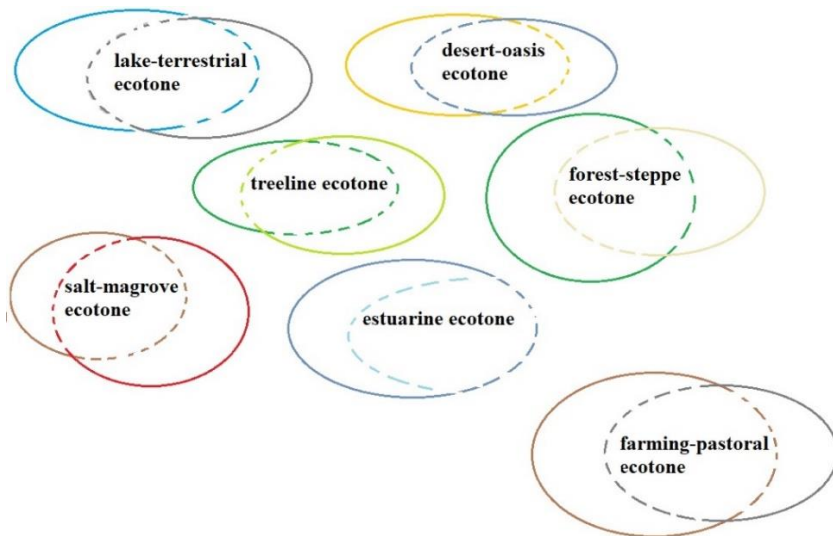 lake-terrestrial
ecotone
desert-oasis
ecotone
treeline ecotone
forest-steppe
ecotone
salt-magrove
ecotone
estuarine ecotone
farming-pastoral
ecotone